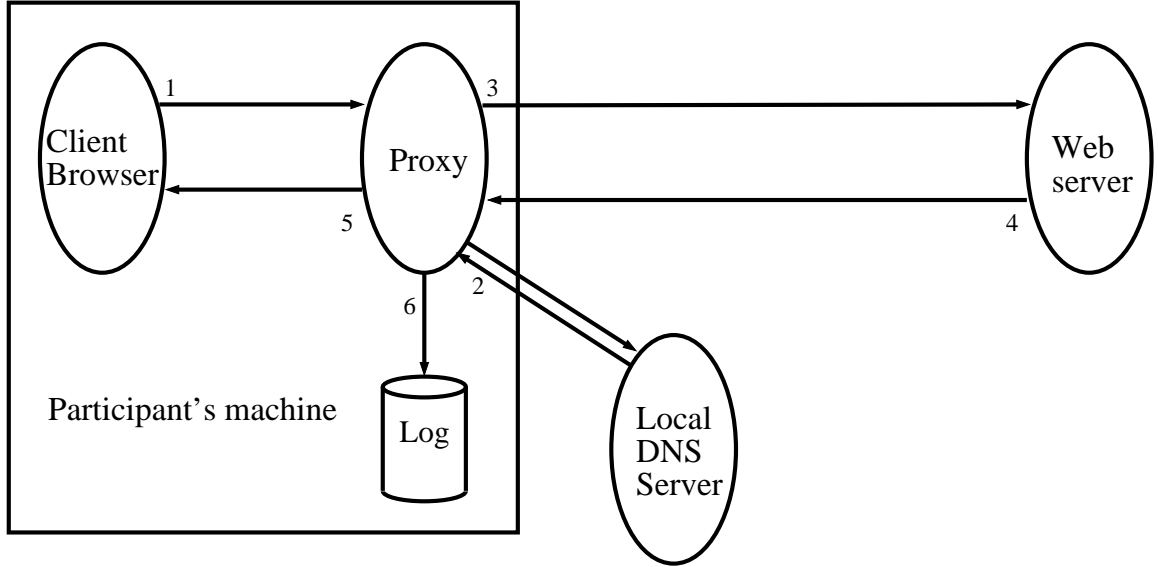 1
3
Client
Browser
Proxy
Web
server
5
4
2
6
Participant's machine
Log
Local
DNS
Server